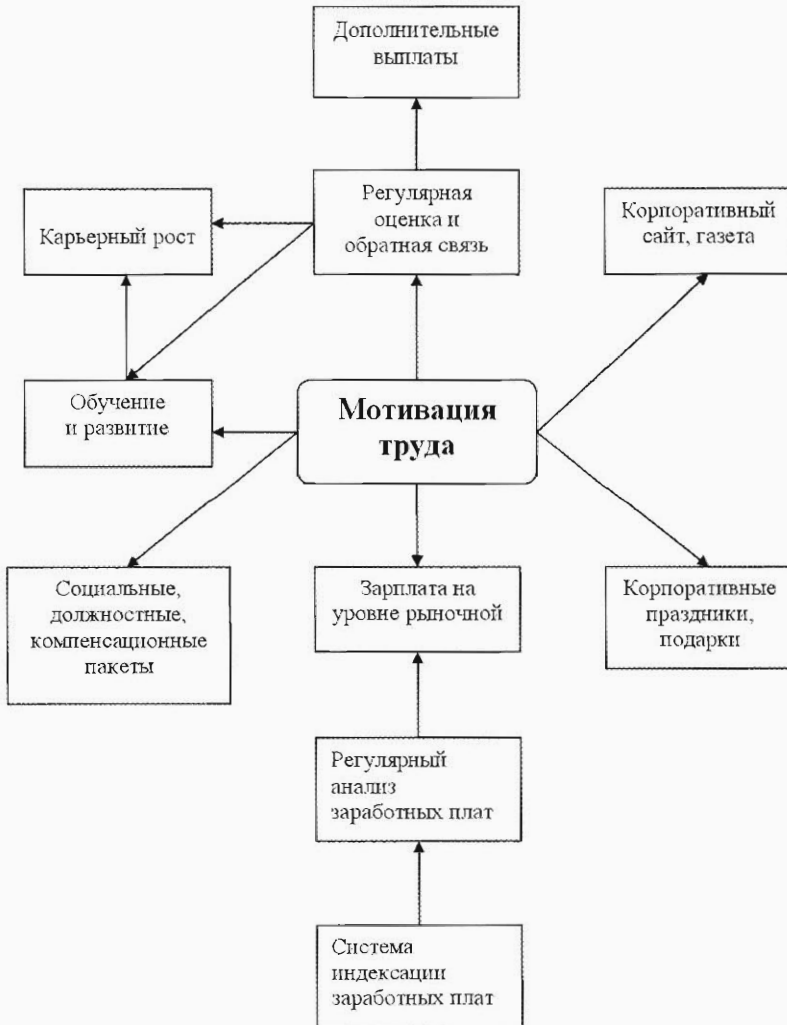 Дополнительные
выплаты
Регулярная
оценка и
обратная связь
Карьерный рост
Корпоративный
сайт, газета
Обучение
и развитие
Мотивация
труда
Социальные,
должностные,
компенсационные
пакеты
Зарплата на
уровне рыночной
Корпоративные
праздники,
подарки
Регулярный
анализ
заработных плат
Система
индексации
заработных плат